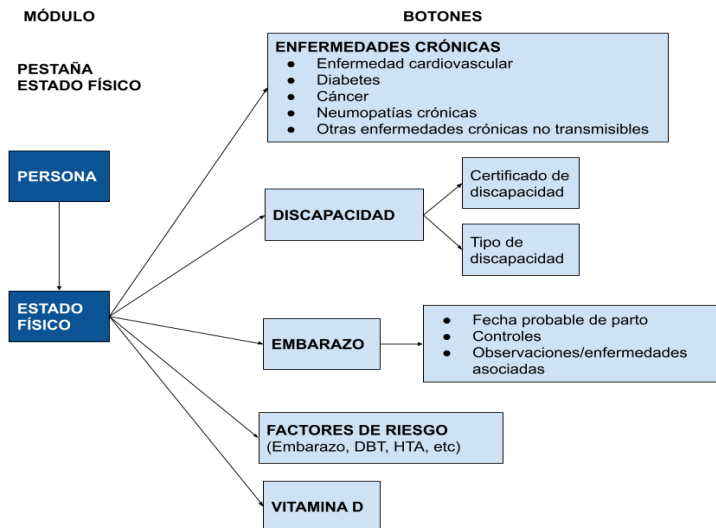 MÓDULO
BOTONES
PESTAÑA
ESTADO FÍSICO
PERSONA
ESTADO
FÍSICO
ENFERMEDADES CRÓNICAS
● Enfermedad cardiovascular
● Diabetes
● Cáncer
● Neumopatías crónicas
● Otras enfermedades crónicas no transmisibles
DISCAPACIDAD
Certificado de
discapacidad
Tipo de
discapacidad
EMBARAZO
● Fecha probable de parto
● Controles
● Observaciones/enfermedades
asociadas
FACTORES DE RIESGO
(Embarazo, DBT, HTA, etc)
VITAMINA D